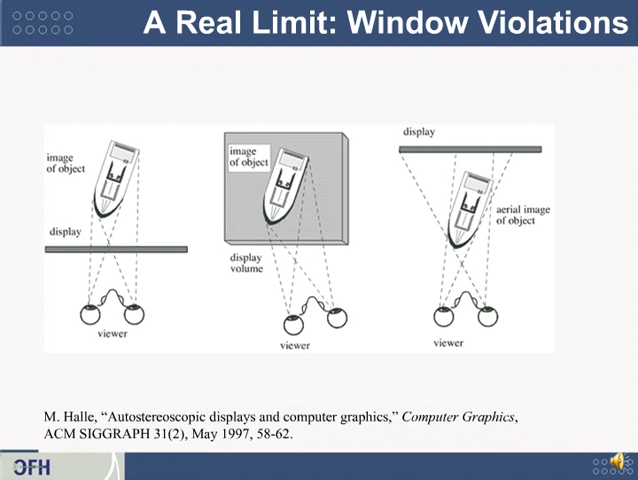 A Real Limit: Window Violations
image
of object
display
viewer
image
of object
display
volume
viewer
display
aerial image
of object
viewer
M. Halle, “Autostereoscopic displays and computer graphics,” Computer Graphics,
ACM SIGGRAPH 31(2), May 1997, 58-62.
OFH